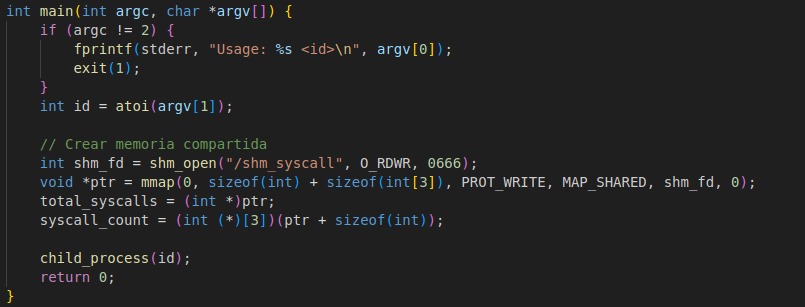 int main(int argc, char *argv[]) {
    if (argc != 2) {
        fprintf(stderr, "Usage: %s <id>\n", argv[0]);
        exit(1);
    }
    int id = atoi(argv[1]);

    // Crear memoria compartida
    int shm_fd = shm_open("/shm_syscall", O_RDWR, 0666);
    void *ptr = mmap(0, sizeof(int) + sizeof(int[3]), PROT_WRITE, MAP_SHARED, shm_fd, 0);
    total_syscalls = (int *)ptr;
    syscall_count = (int (*)[3])(ptr + sizeof(int));

    child_process(id);
    return 0;
}